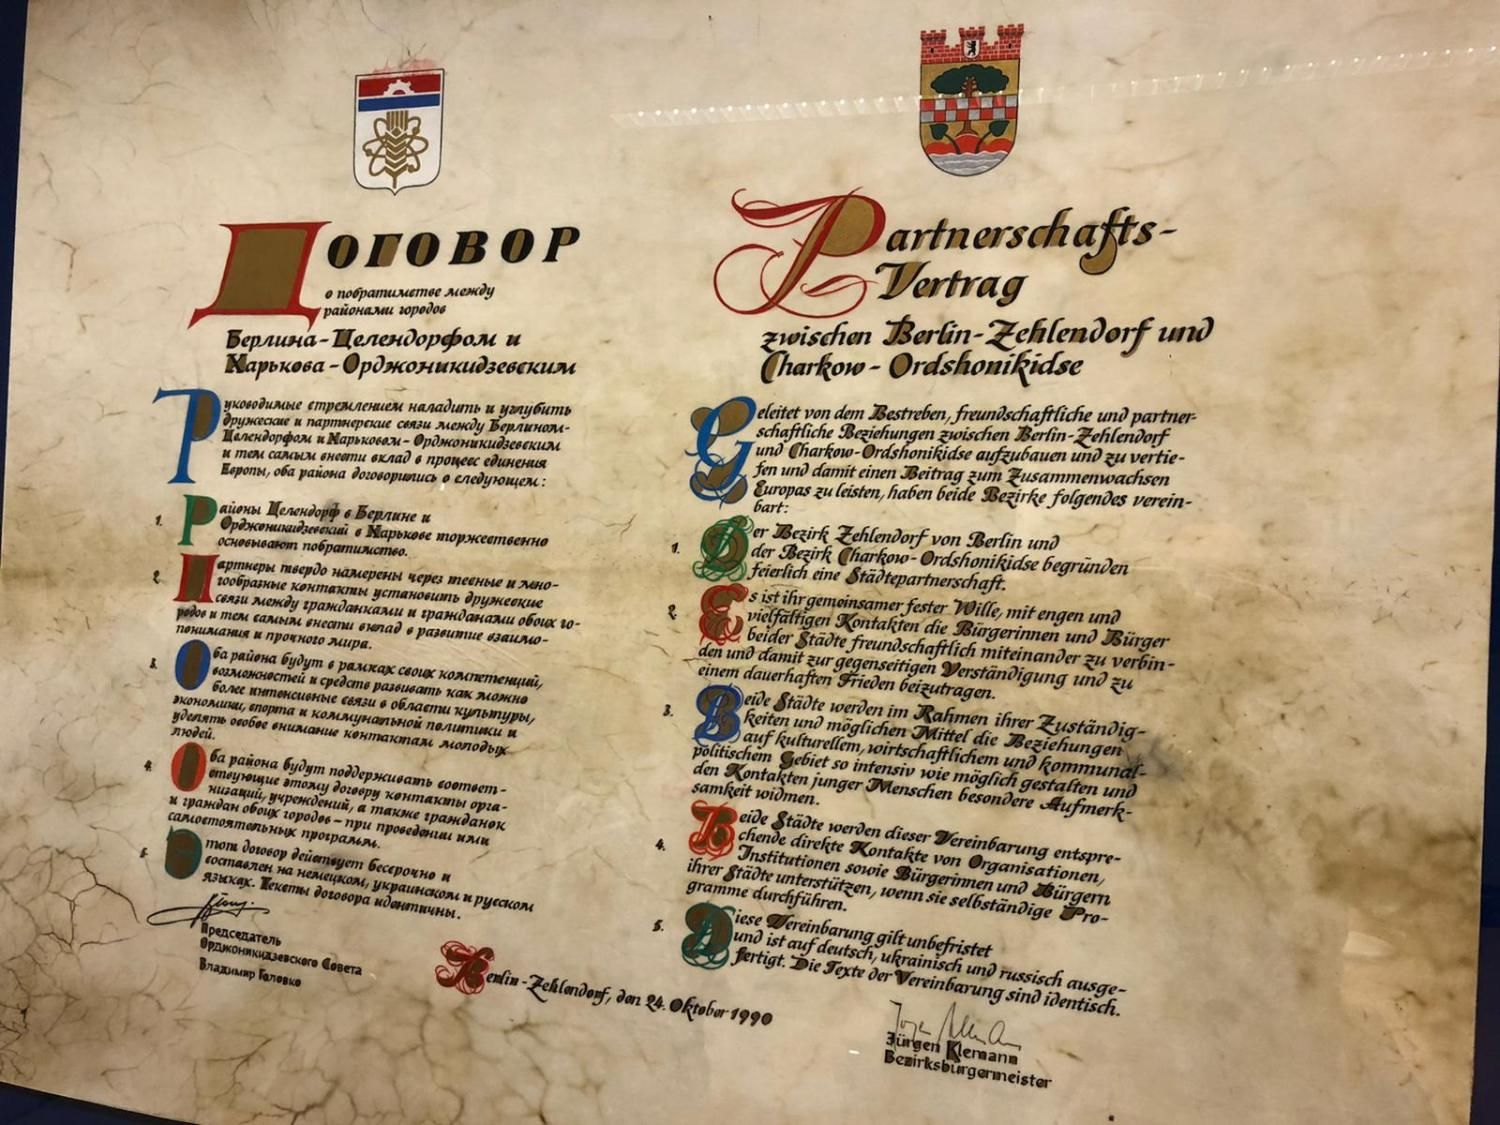 ДОГОВОР
о побратимстве между
районами городов
Берлина-Целендорфом и
Харькова-Орджоникидзевским
Руководимые стремлением наладить и углубить
дружеские и партнерские связи между Берлином-
Целендорфом и Харьковом-Орджоникидзевским
и тем самым внести вклад в процесс единения
Европы, оба района договорились о следующем:
1. Районы Целендорф в Берлине и
Орджоникидзевский в Харькове торжественно
основывают побратимство.
2. Партнеры твердо намерены через тесные и мно-
гообразные контакты установить дружеские
связи между гражданками и гражданами обоих го-
родов и тем самым внести вклад в развитие взаимо-
понимания и прочного мира.
3. Оба района будут в рамках своих компетенций,
возможностей и средств развивать как можно
более интенсивные связи в области культуры,
экономики, спорта и коммунальной политики и
уделять особое внимание контактам молодых
людей.
4. Оба района будут поддерживать соответ-
ствующие этому договру контакты орга-
низаций, учреждений, а также гражданок
и граждан обоих городов - при проведении ими
самостоятельных программ.
5. Этот договор действует бессрочно и
составлен на немецком, украинском и русском
языках. Тексты договора идентичны.
Председатель
Орджоникидзевского Совета
Владимир Головко
Berlin-Zehlendorf, den 24. Oktober 1990
Partnerschafts-
Vertrag
zwischen Berlin-Zehlendorf und
Charkow-Ordshonikidse
Geleitet von dem Bestreben, freundschaftliche und partner-
schaftliche Beziehungen zwischen Berlin-Zehlendorf
und Charkow-Ordshonikidse aufzubauen und zu vertie-
fen und damit einen Beitrag zum Zusammenwachsen
Europas zu leisten, haben beide Bezirke folgendes verein-
bart:
1. Der Bezirk Zehlendorf von Berlin und
der Bezirk Charkow-Ordshonikidse begründen
feierlich eine Städtepartnerschaft.
2. Es ist ihr gemeinsamer fester Wille, mit engen und
vielfältigen Kontakten die Bürgerinnen und Bürger
beider Städte freundschaftlich miteinander zu verbin-
den und damit zur gegenseitigen Verständigung und zu
einem dauerhaften Frieden beizutragen.
3. Beide Städte werden im Rahmen ihrer Zuständig-
keiten und möglichen Mittel die Beziehungen
auf kulturellem, wirtschaftlichem und kommunal-
politischem Gebiet so intensiv wie möglich gestalten und
den Kontakten junger Menschen besondere Aufmerk-
samkeit widmen.
4. Beide Städte werden dieser Vereinbarung entspre-
chende direkte Kontakte von Organisationen,
Institutionen sowie Bürgerinnen und Bürgern
ihrer Städte unterstützen, wenn sie selbständige Pro-
gramme durchführen.
5. Diese Vereinbarung gilt unbefristet
und ist auf deutsch, ukrainisch und russisch ausge-
fertigt. Die Texte der Vereinbarung sind identisch.
Jürgen Klemann
Bezirksbürgermeister